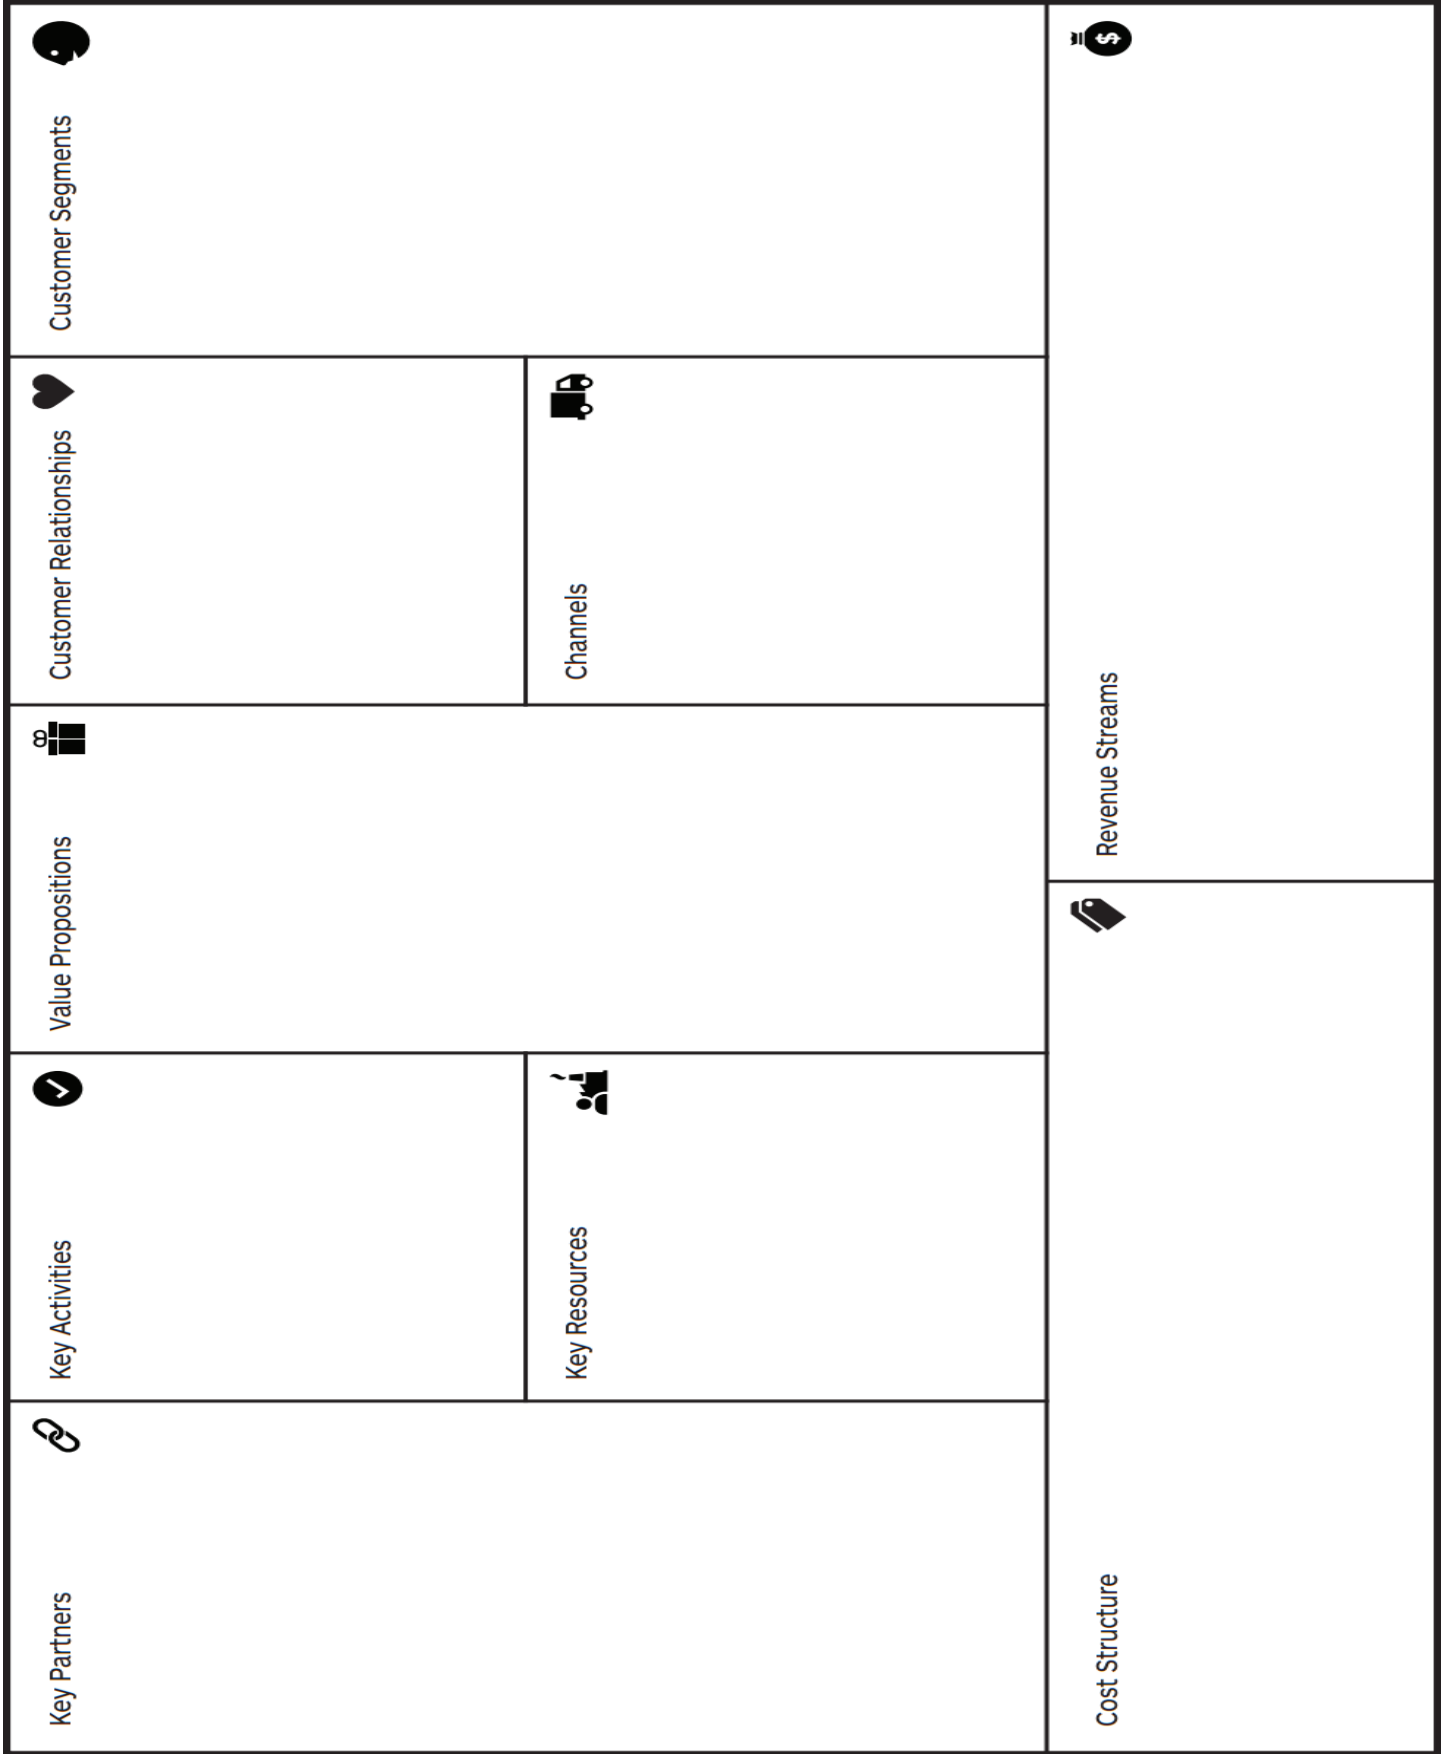 Key Partners
Key Activities
Key Resources
Value Propositions
Customer Relationships
Channels
Customer Segments
Cost Structure
Revenue Streams
$